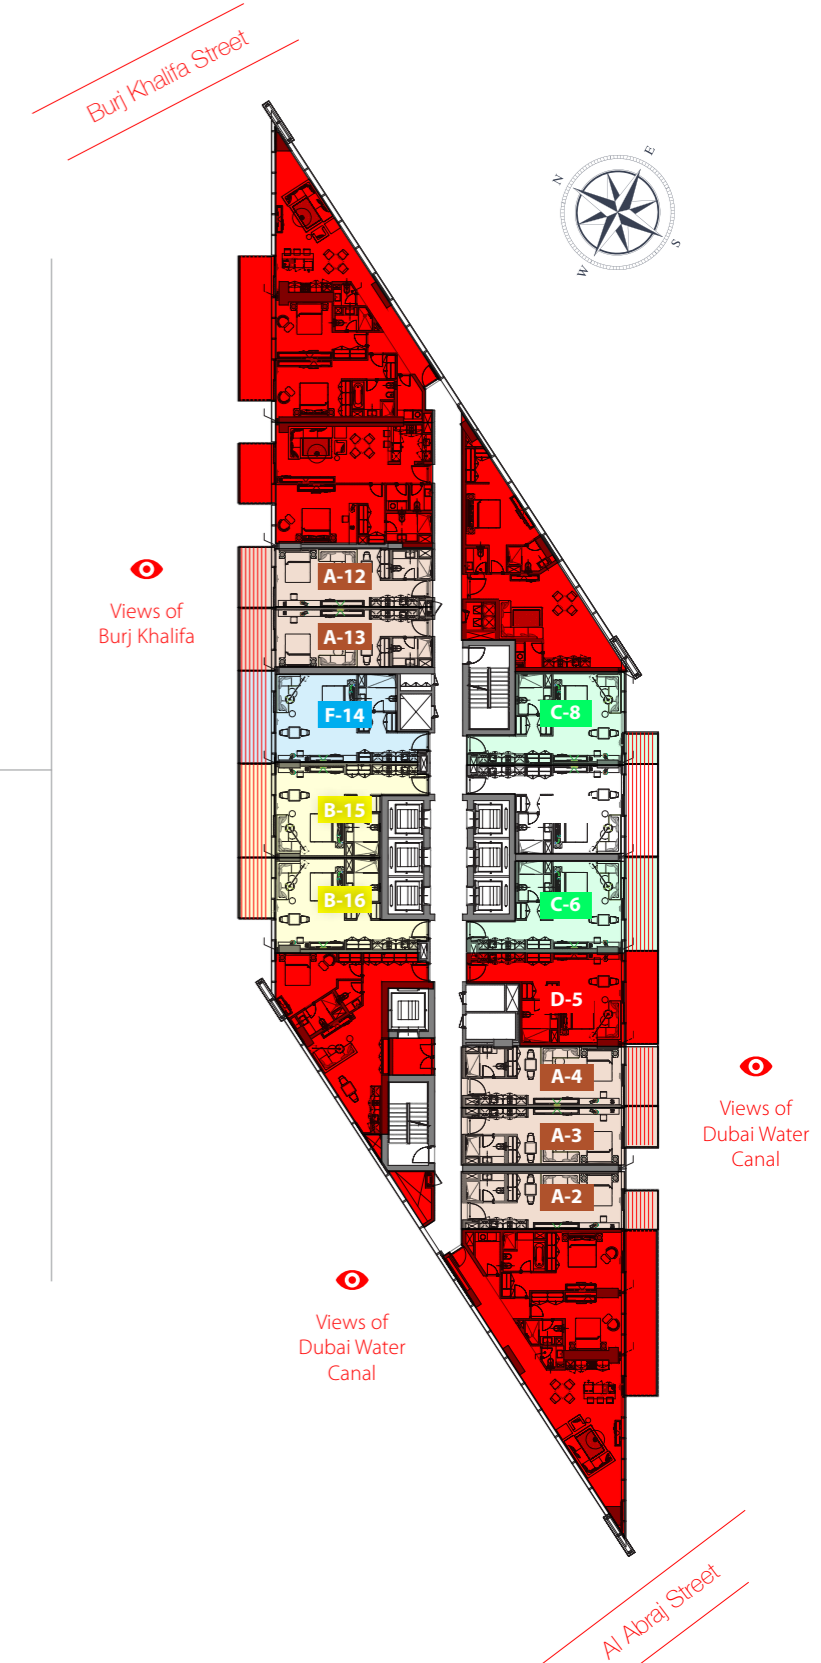 Burj Khalifa Street
N
E
S
W
Views of
Burj Khalifa
A-12
A-13
F-14
C-8
B-15
B-16
C-6
D-5
A-4
A-3
A-2
Views of
Dubai Water
Canal
Views of
Dubai Water
Canal
Al Abraj Street